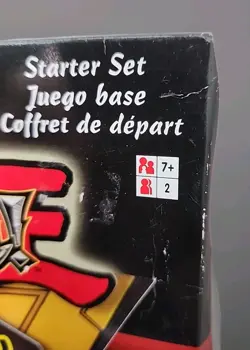 Starter Set
Juego base
Coffret de départ
7+
2